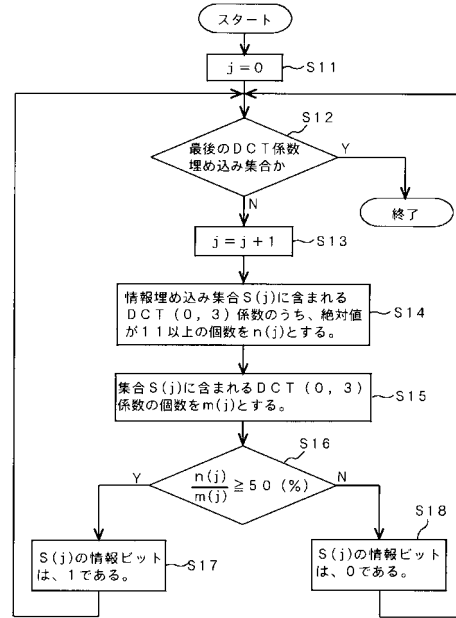 スタート
j＝0
S11
S12
最後のDCT係数
埋め込み集合か
Y
N
終了
j＝j＋1
S13
情報埋め込み集合S(j)に含まれる
DCT（0，3）係数のうち、絶対値
が11以上の個数をn(j)とする。
S14
集合S(j)に含まれるDCT（0，3）
係数の個数をm(j)とする。
S15
S16
Y
n(j)
m(j)
≧50（％）
N
S18
S(j)の情報ビット
は、1である。
S17
S(j)の情報ビット
は、0である。